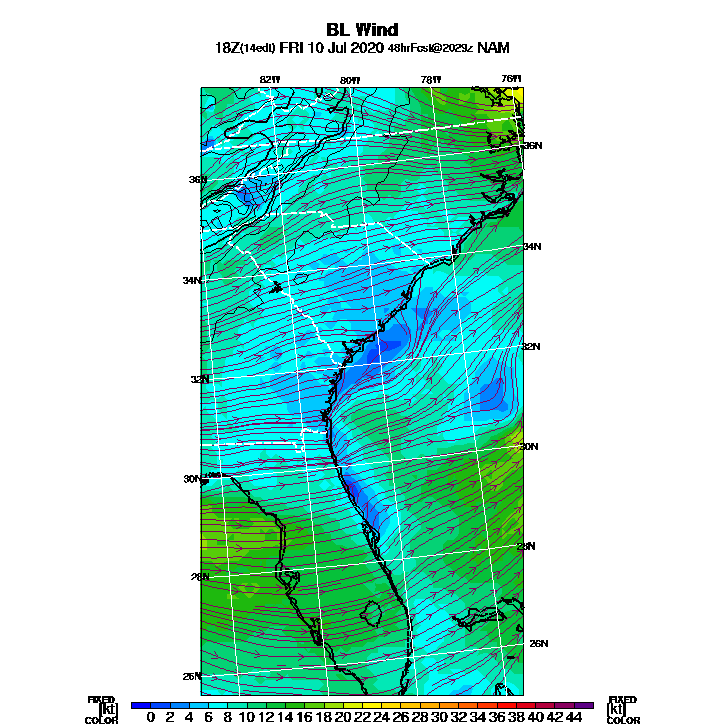 BL Wind
18Z(14edt) FRI 10 Jul 2020 48hrFcst@2029z NAM
82W 80W 78W 76W
36N
36N
34N
34N
32N
32N
30N
30N
28N
28N
26N
26N
FIXED FIXED
[kt] 0 2 4 6 8 10 12 14 16 18 20 22 24 26 28 30 32 34 36 38 40 42 44 [kt]
COLOR COLOR